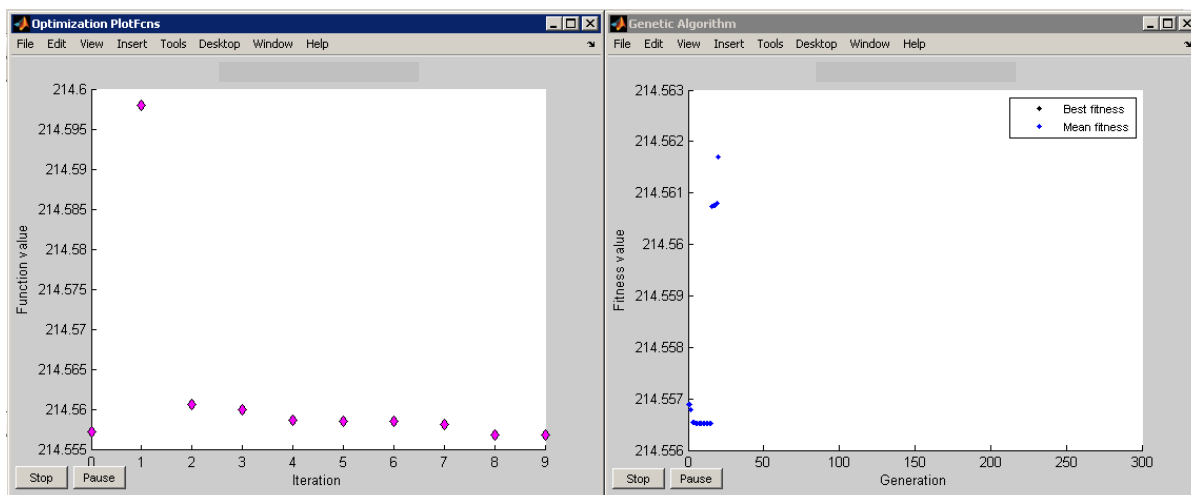 Optimization PlotFcns
File Edit View Insert Tools Desktop Window Help
214.6
214.595
214.59
214.585
214.58
214.575
214.57
214.565
214.56
214.555
Function value
0 1 2 3 4 5 6 7 8 9
Iteration
Stop Pause
Genetic Algorithm
File Edit View Insert Tools Desktop Window Help
214.563
214.562
214.561
214.56
214.559
214.558
214.557
214.556
Fitness value
Best fitness
Mean fitness
0 50 100 150 200 250 300
Generation
Stop Pause